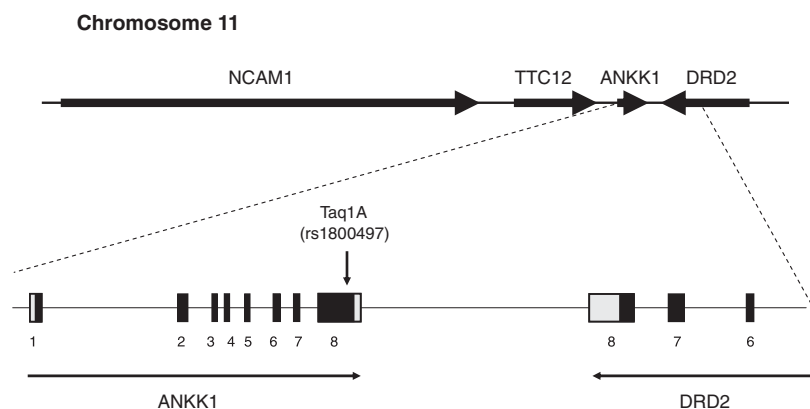 Chromosome 11
NCAM1 TTC12 ANKK1 DRD2
Taq1A
(rs1800497)
1 2 3 4 5 6 7 8 8 7 6
ANKK1 DRD2